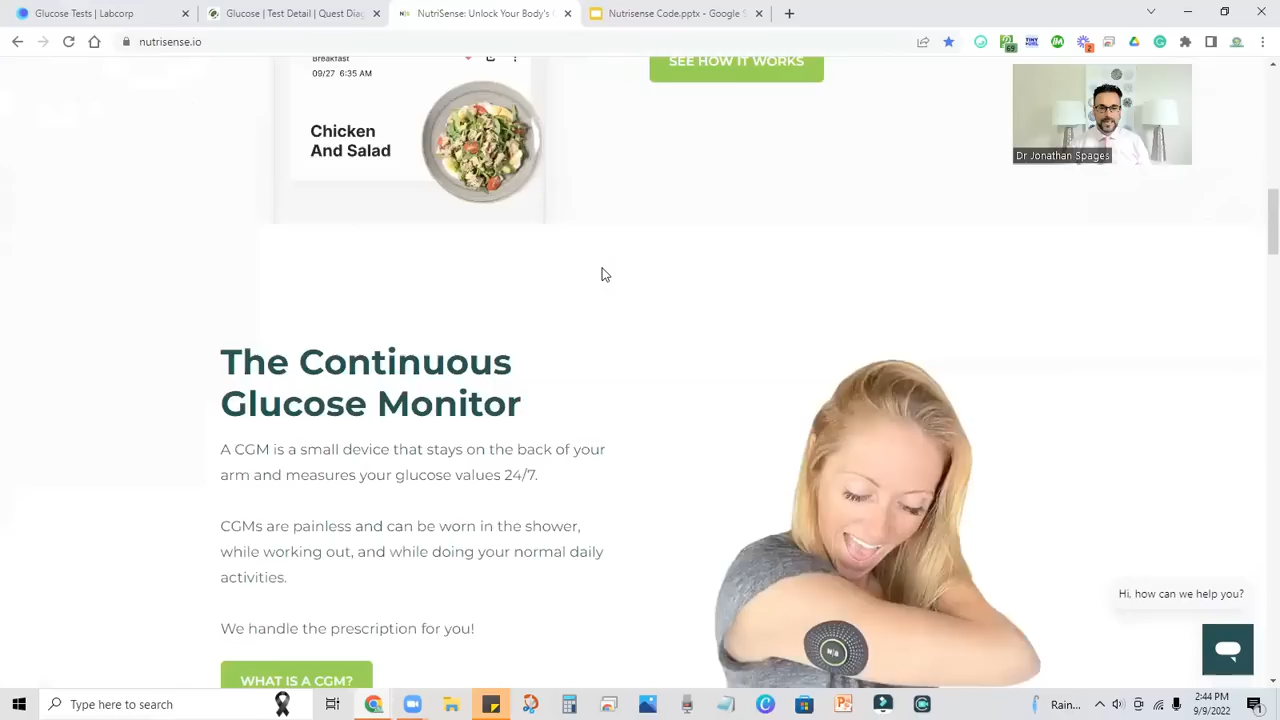 Glucose Tests | Labcorp
Glucose Test Detail | Quest Diag
NutriSense: Unlock Your Body's
Nutrisense Code.pptx - Google S
nutrisense.io
69
2
Breakfast
09/27 6:35 AM
Chicken
And Salad
SEE HOW IT WORKS
Dr Jonathan Spages
The Continuous
Glucose Monitor
A CGM is a small device that stays on the back of your
arm and measures your glucose values 24/7.
CGMs are painless and can be worn in the shower,
while working out, and while doing your normal daily
activities.
We handle the prescription for you!
WHAT IS A CGM?
N|S
Hi, how can we help you?
Type here to search
Rain...
2:44 PM
9/9/2022
1